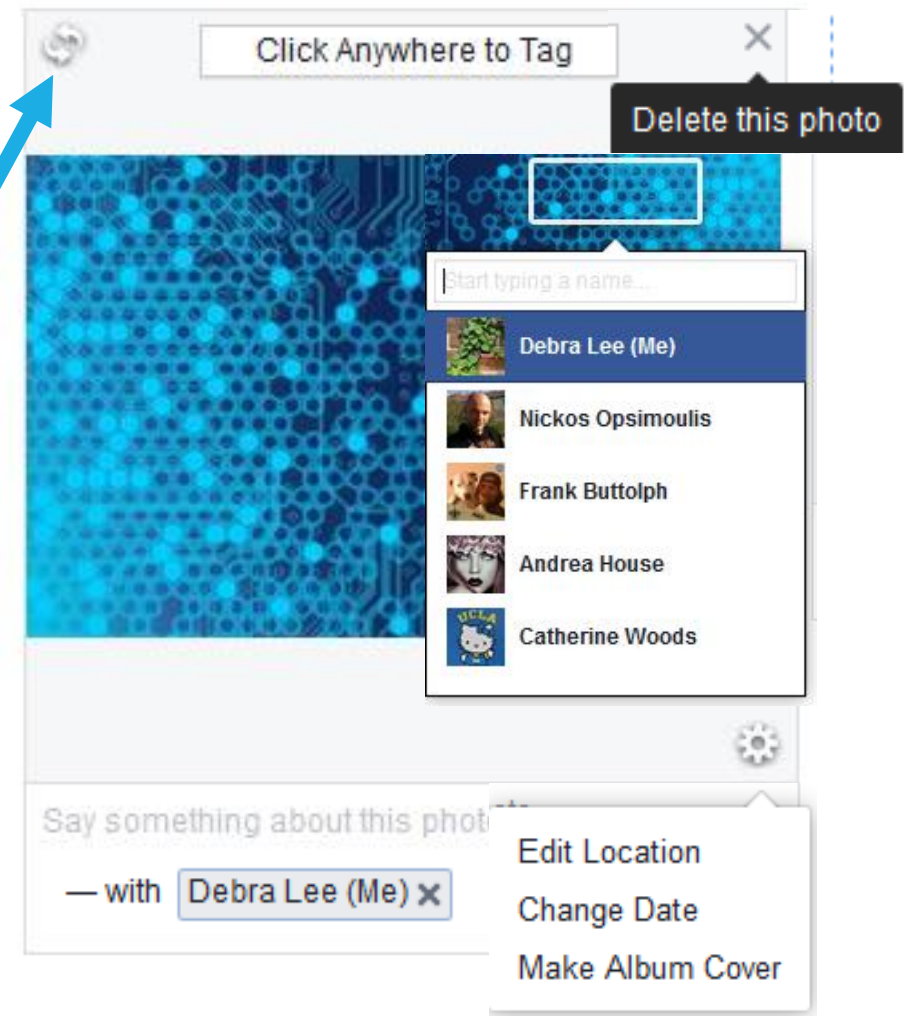 Click Anywhere to Tag
Delete this photo
Start typing a name...
Debra Lee (Me)
Nickos Opsimoulis
Frank Buttolph
Andrea House
UCLA
Catherine Woods
Say something about this phot
— with Debra Lee (Me)
Edit Location
Change Date
Make Album Cover